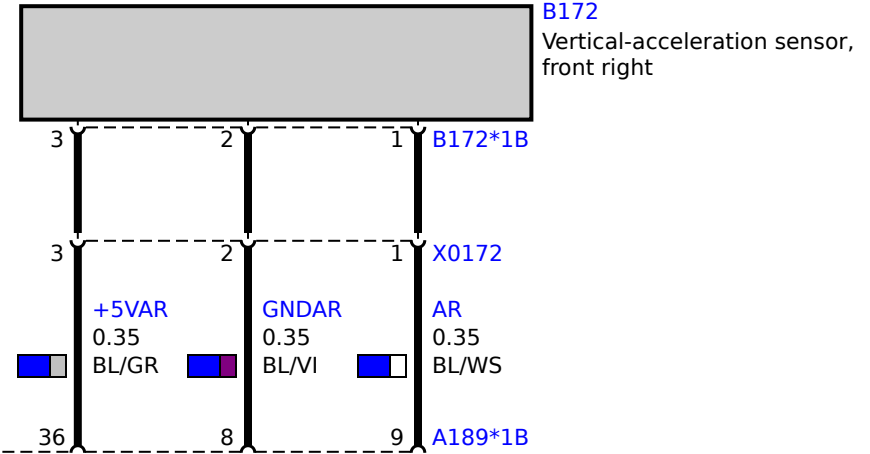 B172
Vertical-acceleration sensor,
front right
3 2 1 B172*1B
3 2 1 X0172
+5VAR GNDAR AR
0.35 0.35 0.35
BL/GR BL/VI BL/WS
36 8 9 A189*1B